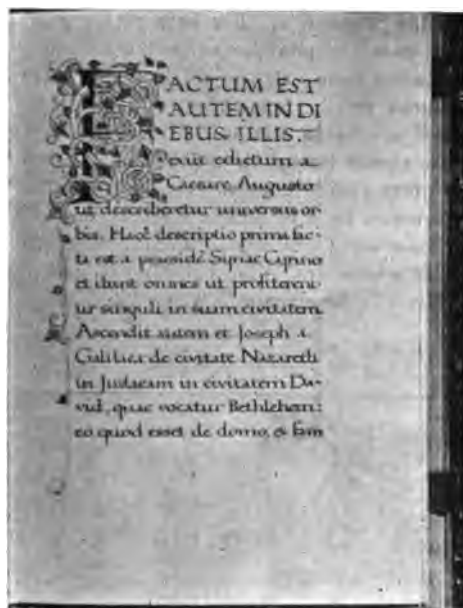 FACTUM EST
AUTEM IN DI
EBUS ILLIS.
exiit edictum a
Caesare Augusto
ut describeretur universus or-
bis. Haec descriptio prima fac-
ta est a praeside Syriae Cyrino
et ibant omnes ut profiteren-
tur singuli in suam civitatem
Ascendit autem et Joseph a
Galilaea de civitate Nazareth
in Judaeam in civitatem Da-
vid, quae vocatur Bethlehem:
eo quod esset de domo, et fam